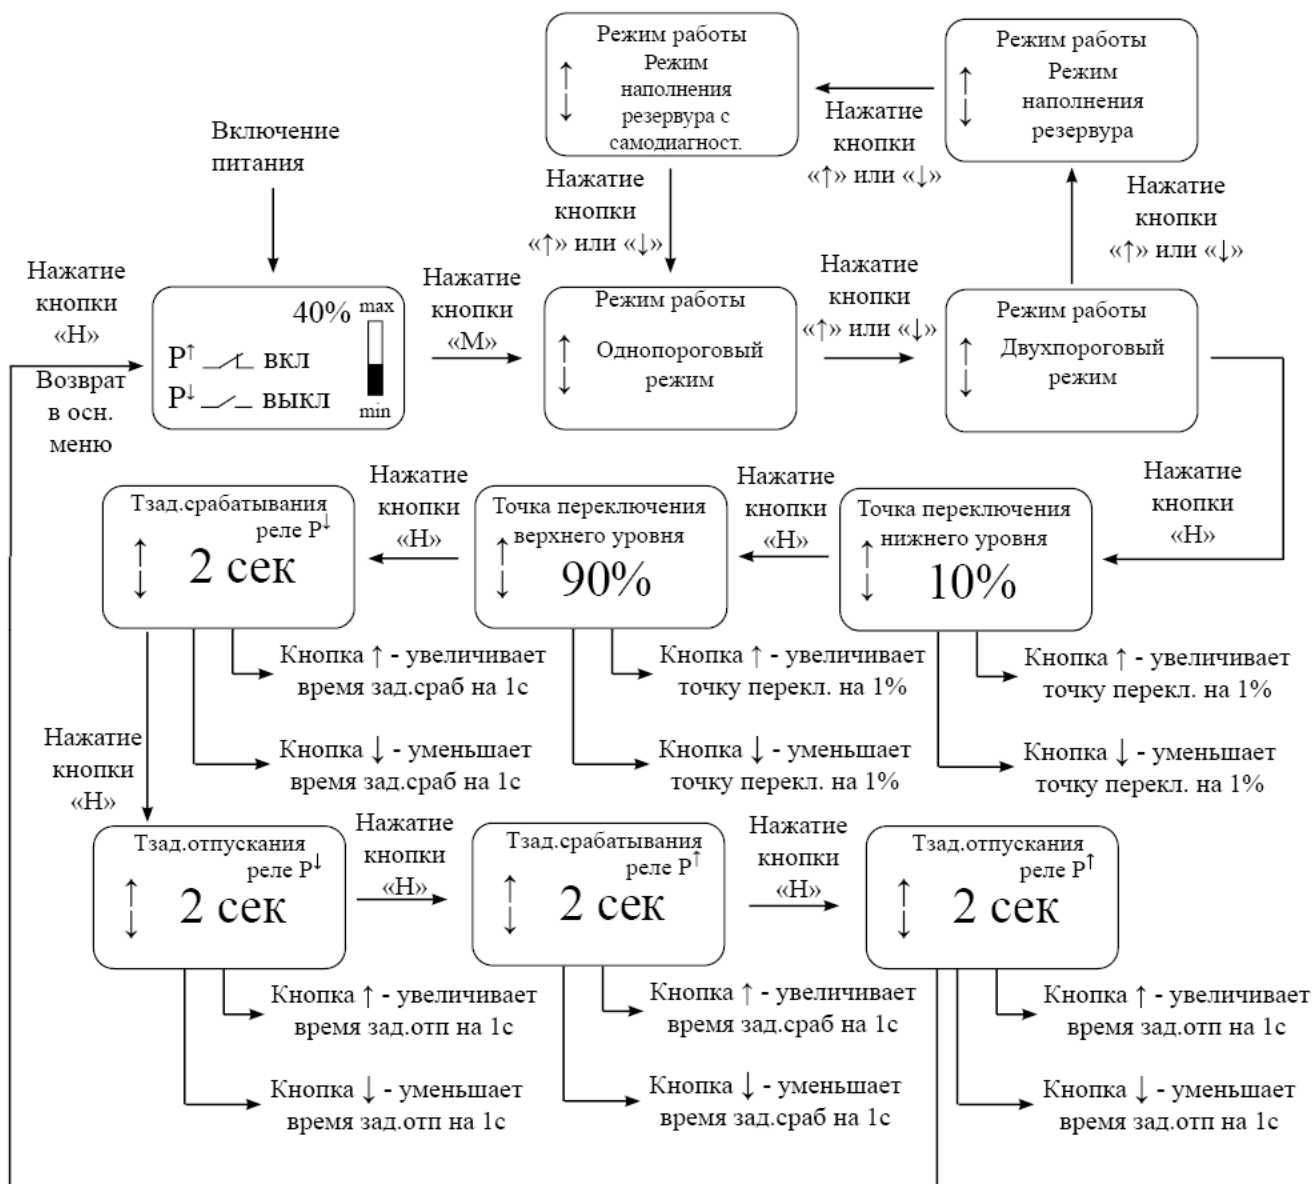 Режим работы
Режим
наполнения
резервура с
самодиагност.
Режим работы
Режим
наполнения
резервура
Нажатие
кнопки
«↑» или «↓»
Включение
питания
Нажатие
кнопки
«↑» или «↓»
Нажатие
кнопки
«↑» или «↓»
Нажатие
кнопки
«Н»
Возврат
в осн.
меню
40%
max
P↑ ВКЛ
P↓ ВЫКЛ
min
Нажатие
кнопки
«М»
Режим работы
Однопороговый
режим
Нажатие
кнопки
«↑» или «↓»
Режим работы
Двухпороговый
режим
Нажатие
кнопки
«Н»
Точка переключения
нижнего уровня
10%
Кнопка ↑ - увеличивает
точку перекл. на 1%
Кнопка ↓ - уменьшает
точку перекл. на 1%
Нажатие
кнопки
«Н»
Точка переключения
верхнего уровня
90%
Кнопка ↑ - увеличивает
точку перекл. на 1%
Кнопка ↓ - уменьшает
точку перекл. на 1%
Нажатие
кнопки
«Н»
Тзад.срабатывания
реле P↓
2 сек
Кнопка ↑ - увеличивает
время зад.сраб на 1с
Кнопка ↓ - уменьшает
время зад.сраб на 1с
Нажатие
кнопки
«Н»
Тзад.отпускания
реле P↓
2 сек
Кнопка ↑ - увеличивает
время зад.отп на 1с
Кнопка ↓ - уменьшает
время зад.отп на 1с
Нажатие
кнопки
«Н»
Тзад.срабатывания
реле P↑
2 сек
Кнопка ↑ - увеличивает
время зад.сраб на 1с
Кнопка ↓ - уменьшает
время зад.сраб на 1с
Нажатие
кнопки
«Н»
Тзад.отпускания
реле P↑
2 сек
Кнопка ↑ - увеличивает
время зад.отп на 1с
Кнопка ↓ - уменьшает
время зад.отп на 1с